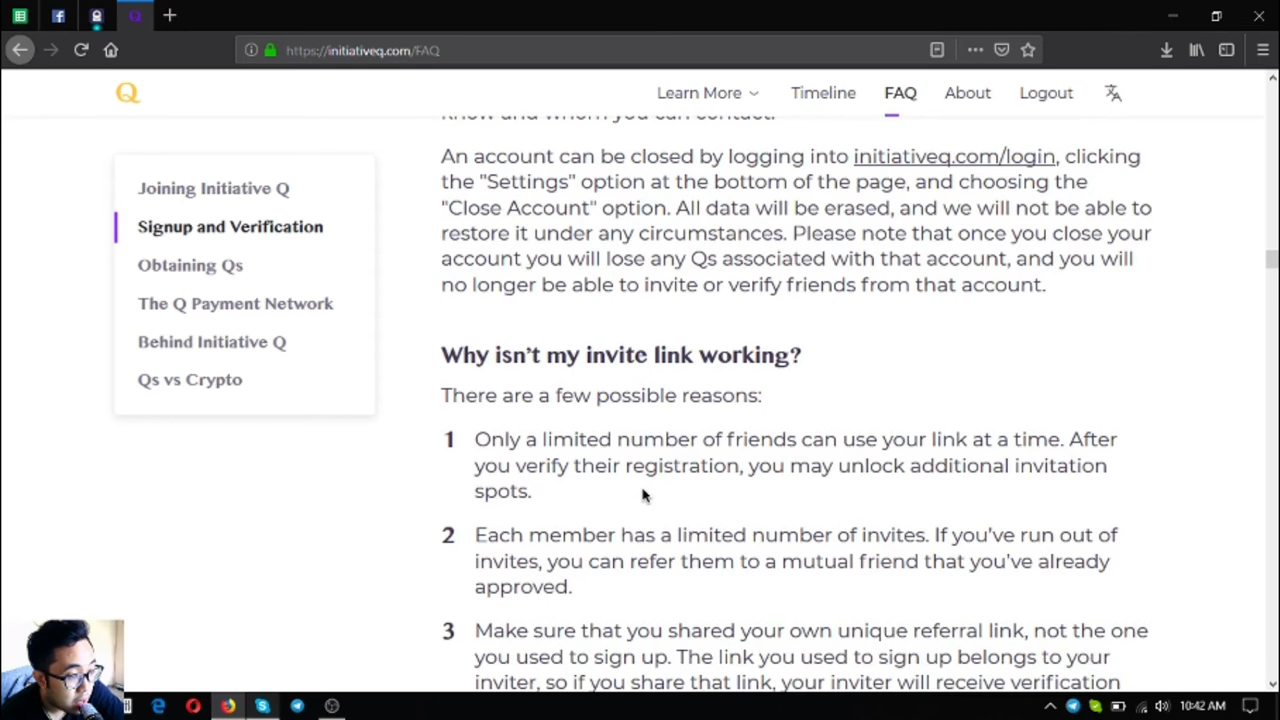 https://initiativeq.com/FAQ
Q
Learn More
Timeline
FAQ
About
Logout
Joining Initiative Q
Signup and Verification
Obtaining Qs
The Q Payment Network
Behind Initiative Q
Qs vs Crypto
know and whom you can contact.
An account can be closed by logging into initiativeq.com/login, clicking
the "Settings" option at the bottom of the page, and choosing the
"Close Account" option. All data will be erased, and we will not be able to
restore it under any circumstances. Please note that once you close your
account you will lose any Qs associated with that account, and you will
no longer be able to invite or verify friends from that account.
Why isn't my invite link working?
There are a few possible reasons:
1 Only a limited number of friends can use your link at a time. After
you verify their registration, you may unlock additional invitation
spots.
2 Each member has a limited number of invites. If you've run out of
invites, you can refer them to a mutual friend that you've already
approved.
3 Make sure that you shared your own unique referral link, not the one
you used to sign up. The link you used to sign up belongs to your
inviter, so if you share that link, your inviter will receive verification
10:42 AM